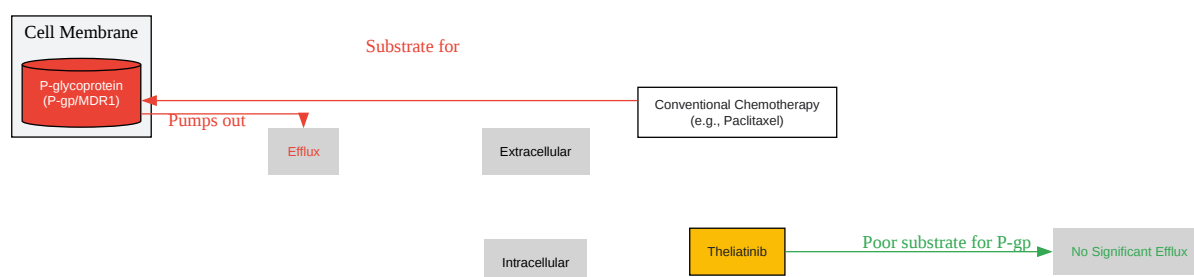 Cell Membrane
Substrate for
P-glycoprotein
(P-gp/MDR1)
Conventional Chemotherapy
(e.g., Paclitaxel)
Pumps out
Efflux
Extracellular
Poor substrate for P-gp
Theliatinib
No Significant Efflux
Intracellular